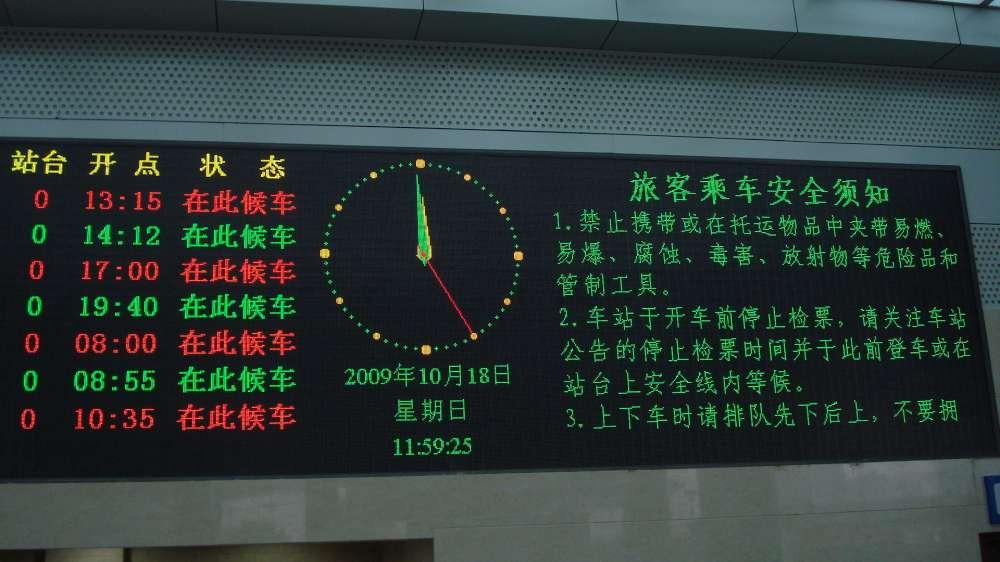 站台 开 点 状 态
0 13:15 在此候车
0 14:12 在此候车
0 17:00 在此候车
0 19:40 在此候车
0 08:00 在此候车
0 08:55 在此候车
0 10:35 在此候车
2009年10月18日
星期日
11:59:25
旅客乘车安全须知
1.禁止携带或在托运物品中夹带易燃、
易爆、腐蚀、毒害、放射物等危险品和
管制工具。
2.车站于开车前停止检票，请关注车站
公告的停止检票时间并于此前登车或在
站台上安全线内等候。
3.上下车时请排队先下后上，不要拥